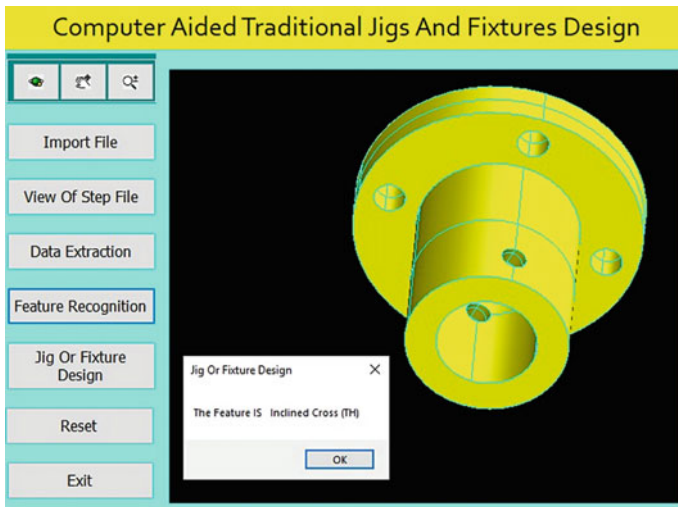 Computer Aided Traditional Jigs And Fixtures Design
Import File
View Of Step File
Data Extraction
Feature Recognition
Jig Or Fixture
Design
Reset
Exit
Jig Or Fixture Design
The Feature IS Inclined Cross (TH)
OK